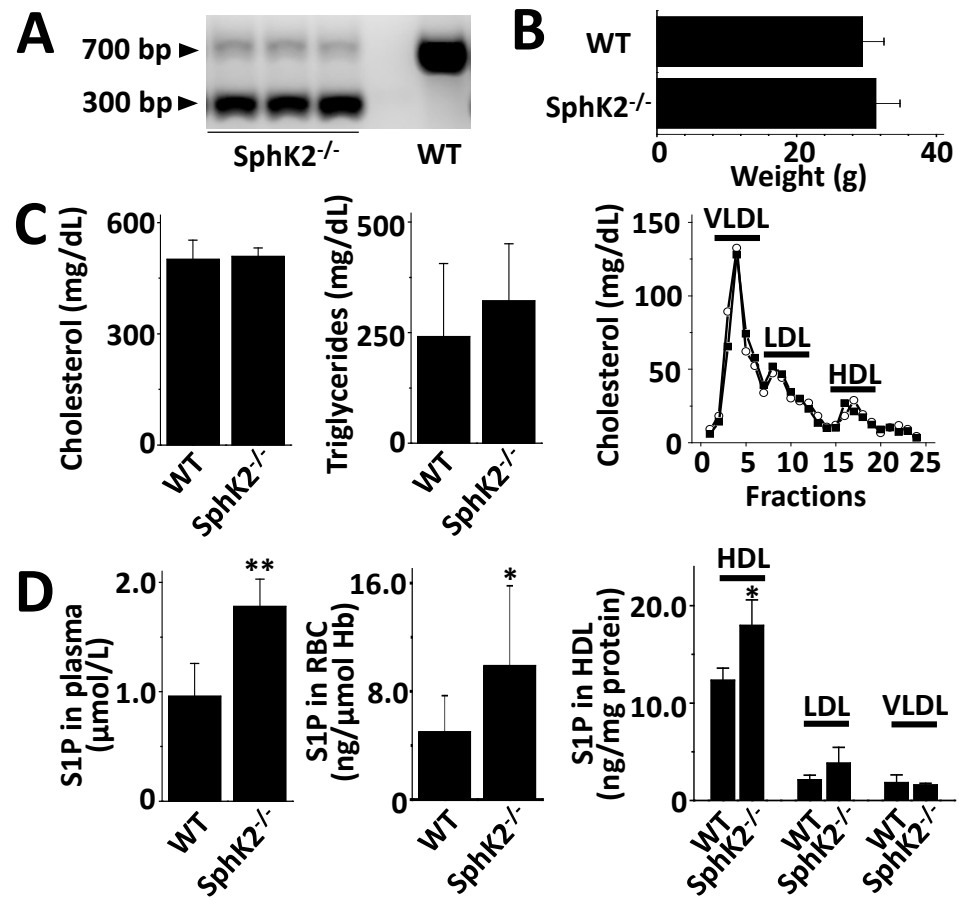 A
700 bp
300 bp
SphK2-/-
WT
B
WT
SphK2-/-
0
20
40
Weight (g)
C
Cholesterol (mg/dL)
600
300
0
WT
SphK2-/-
Triglycerides (mg/dL)
500
250
0
WT
SphK2-/-
Cholesterol (mg/dL)
150
100
50
0
VLDL
LDL
HDL
0
5
10
15
20
25
Fractions
D
S1P in plasma
(µmol/L)
2.0
1.0
0
**
WT
SphK2-/-
S1P in RBC
(ng/µmol Hb)
16.0
8.0
0
*
WT
SphK2-/-
S1P in HDL
(ng/mg protein)
20.0
10.0
0
HDL
*
LDL
VLDL
WT
SphK2-/-
WT
SphK2-/-
WT
SphK2-/-